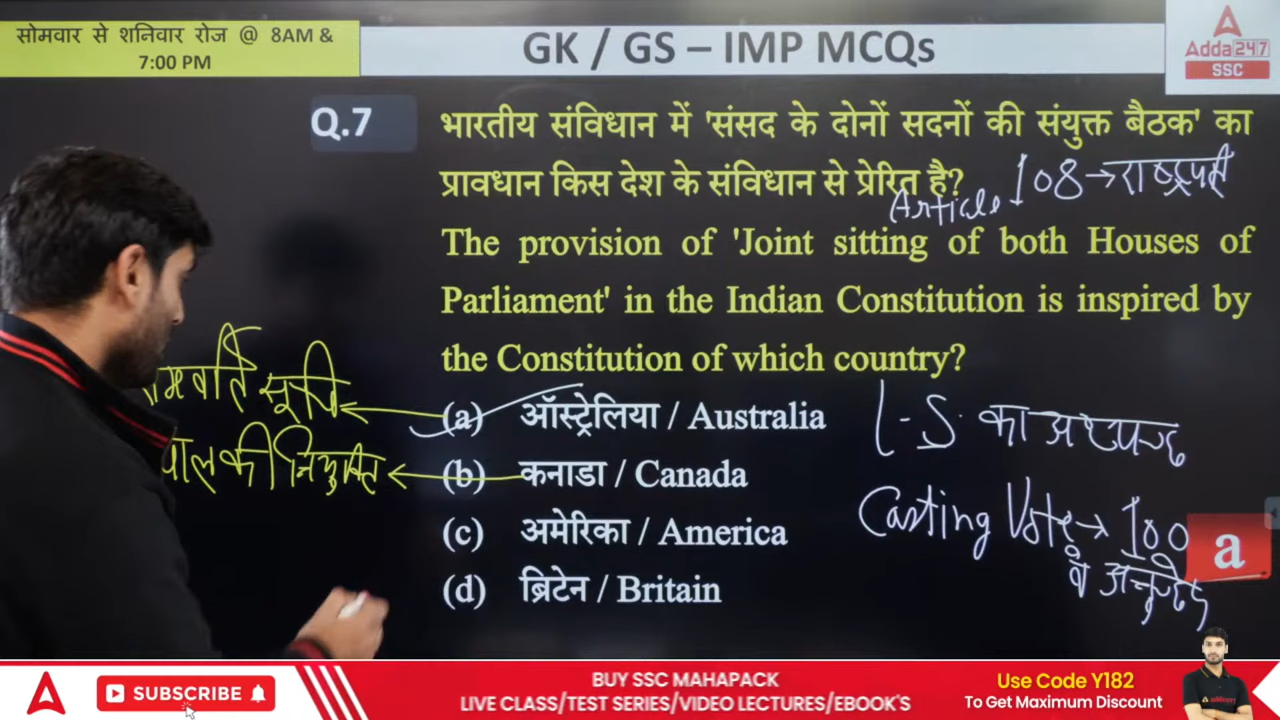 सोमवार से शनिवार रोज @ 8AM &
7:00 PM
GK / GS – IMP MCQs
Adda247
SSC
Q.7
भारतीय संविधान में 'संसद के दोनों सदनों की संयुक्त बैठक' का
प्रावधान किस देश के संविधान से प्रेरित है?
Article 108→राष्ट्रपती
The provision of 'Joint sitting of both Houses of
Parliament' in the Indian Constitution is inspired by
the Constitution of which country?
(a) ऑस्ट्रेलिया / Australia
(b) कनाडा / Canada
(c) अमेरिका / America
(d) ब्रिटेन / Britain
सूचि
की नियुक्ति
L-S का
Casting Vote→100
a
SUBSCRIBE
BUY SSC MAHAPACK
LIVE CLASS/TEST SERIES/VIDEO LECTURES/EBOOK'S
Use Code Y182
To Get Maximum Discount